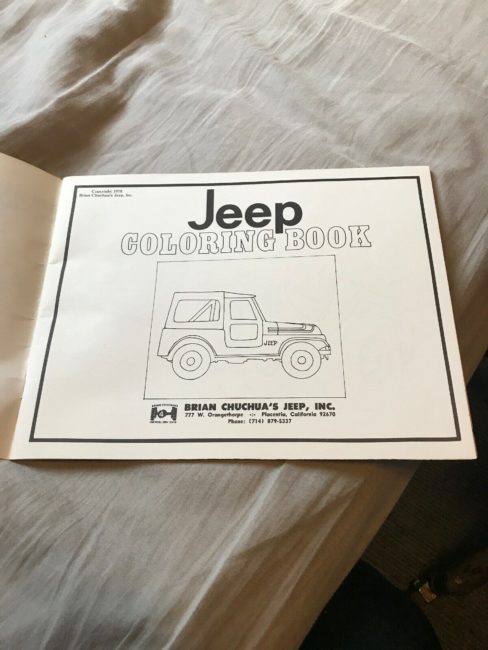 Copyright 1978
Brian Chuchua's Jeep, Inc.
Jeep
COLORING BOOK
JEEP
BRIAN CHUCHUA'S JEEP, INC.
777 W. Orangethorpe -:- Placentia, California 92670
Phone: (714) 879-5337